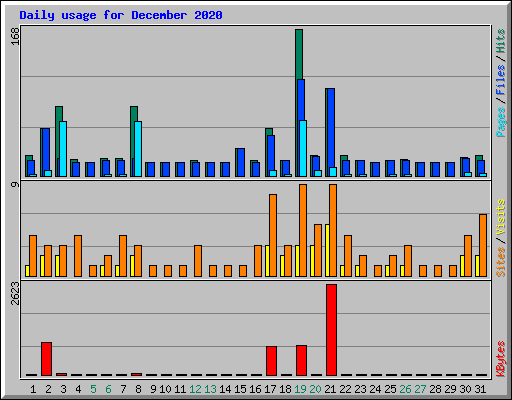 Daily usage for December 2020
168
Pages / Files / Hits
9
Sites / Visits
2623
KBytes
1 2 3 4 5 6 7 8 9 10 11 12 13 14 15 16 17 18 19 20 21 22 23 24 25 26 27 28 29 30 31